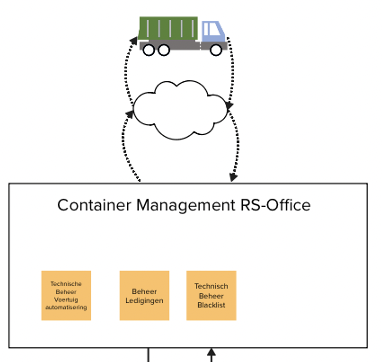 Container Management RS-Office
Technische
Beheer
Voertuig
automatisering
Beheer
Ledigingen
Technisch
Beheer
Blacklist